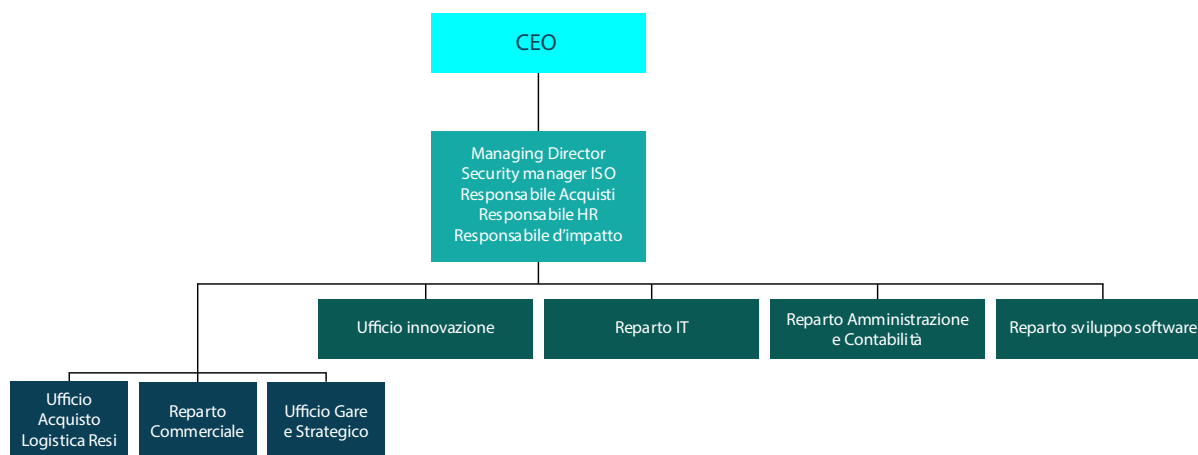 CEO
Managing Director
Security manager ISO
Responsabile Acquisti
Responsabile HR
Responsabile d’impatto
Ufficio innovazione
Reparto IT
Reparto Amministrazione
e Contabilità
Reparto sviluppo software
Ufficio
Acquisto
Logistica Resi
Reparto
Commerciale
Ufficio Gare
e Strategico